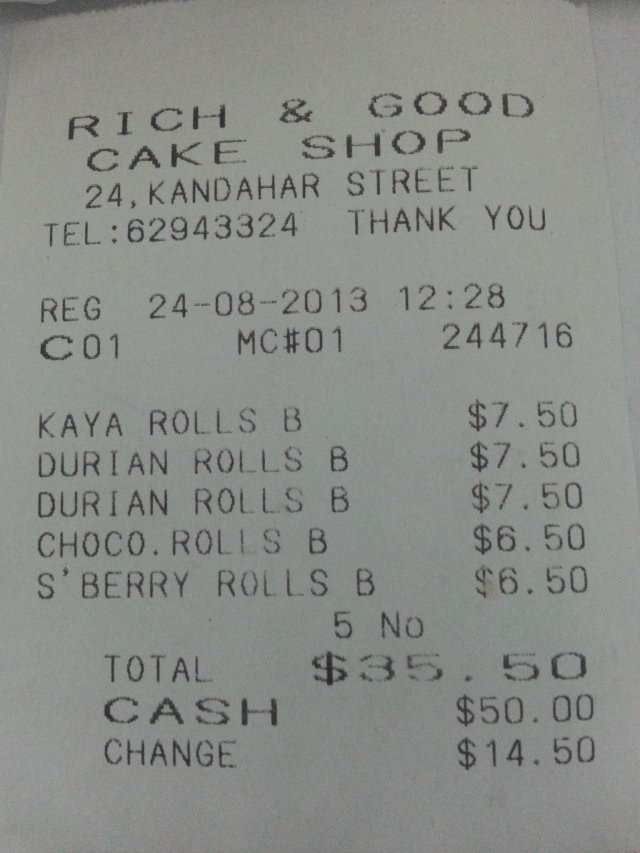 RICH & GOOD
CAKE SHOP
24,KANDAHAR STREET
TEL:62943324 THANK YOU
REG 24-08-2013 12:28
C01 MC#01 244716
KAYA ROLLS B $7.50
DURIAN ROLLS B $7.50
DURIAN ROLLS B $7.50
CHOCO.ROLLS B $6.50
S'BERRY ROLLS B $6.50
5 No
TOTAL $35.50
CASH $50.00
CHANGE $14.50